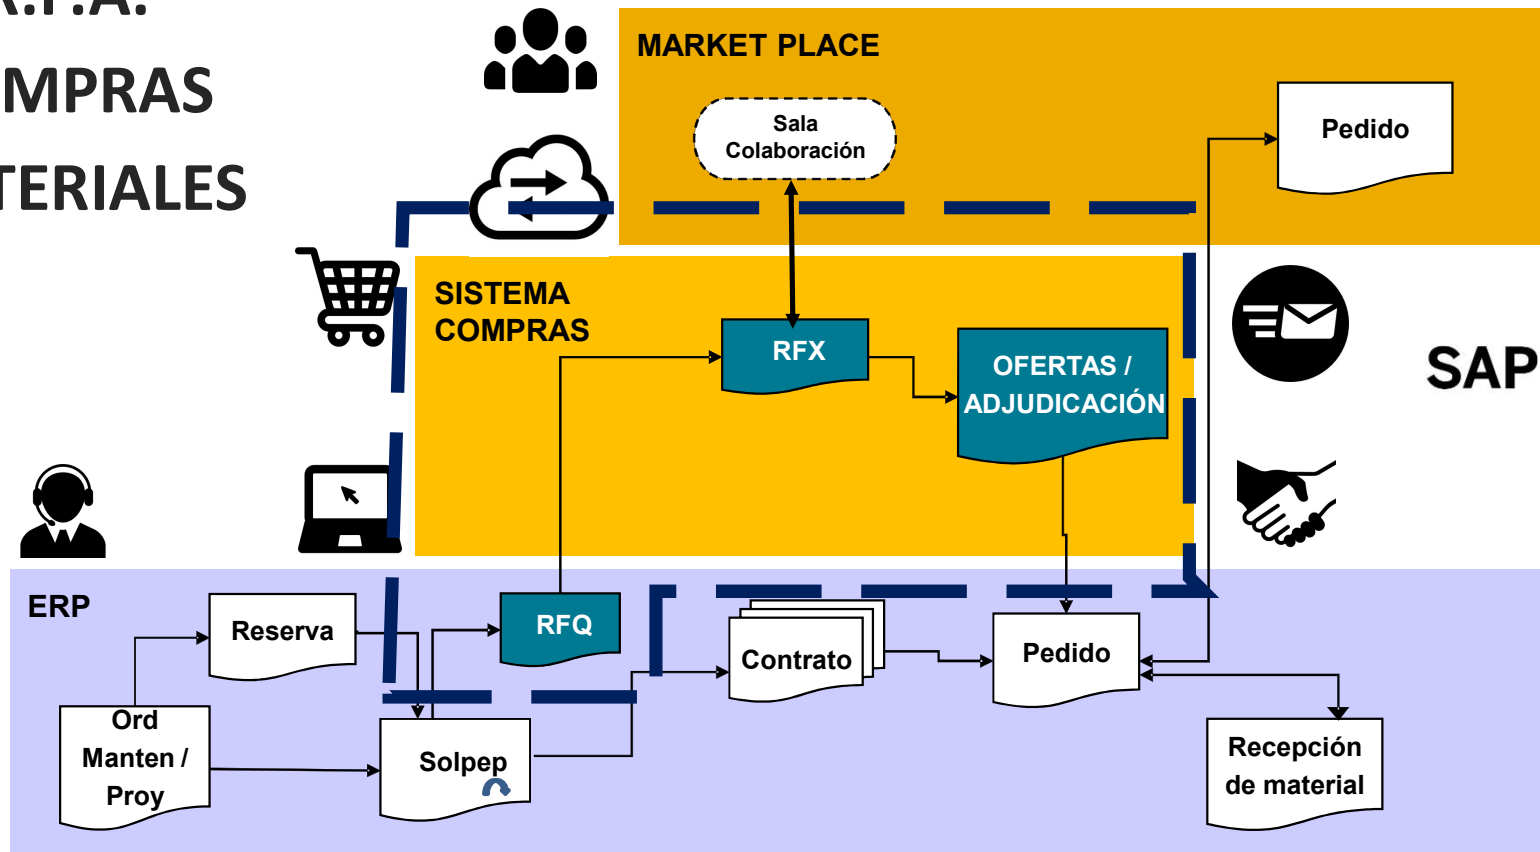 R.P.A.
MPRAS
TERIALES
MARKET PLACE
Sala
Colaboración
Pedido
SISTEMA
COMPRAS
RFX
OFERTAS /
ADJUDICACIÓN
SAP
ERP
Reserva
RFQ
Contrato
Pedido
Ord
Manten /
Proy
Solpep
Recepción
de material